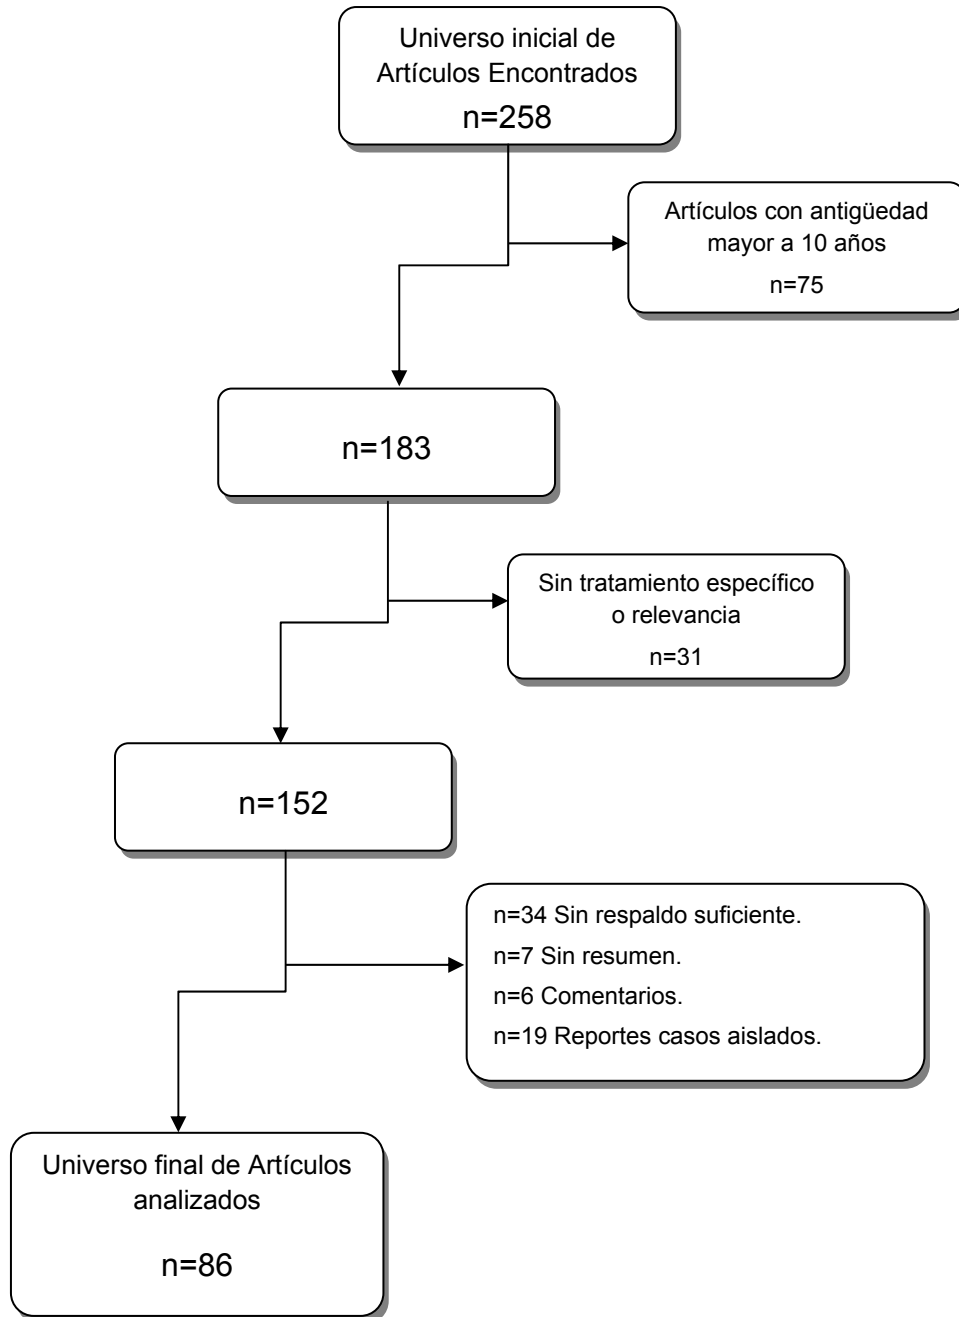 Universo inicial de
Artículos Encontrados
n=258
Artículos con antigüedad
mayor a 10 años
n=75
n=183
Sin tratamiento específico
o relevancia
n=31
n=152
n=34 Sin respaldo suficiente.
n=7 Sin resumen.
n=6 Comentarios.
n=19 Reportes casos aislados.
Universo final de Artículos
analizados
n=86